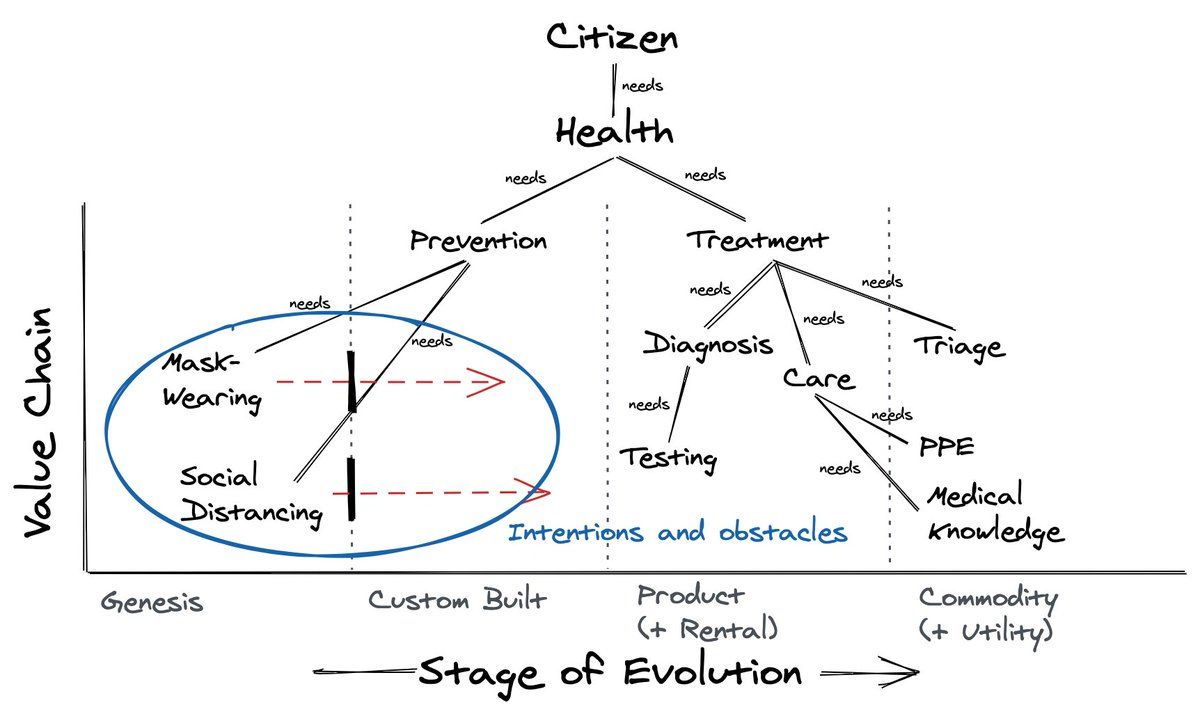 Citizen
needs
Health
needs
needs
Prevention
Treatment
needs
needs
needs
needs
needs
Mask-
Wearing
Diagnosis
Triage
Care
needs
needs
PPE
Testing
needs
Social
Distancing
Medical
Knowledge
Intentions and obstacles
Value Chain
Genesis
Custom Built
Product
(+ Rental)
Commodity
(+ Utility)
Stage of Evolution